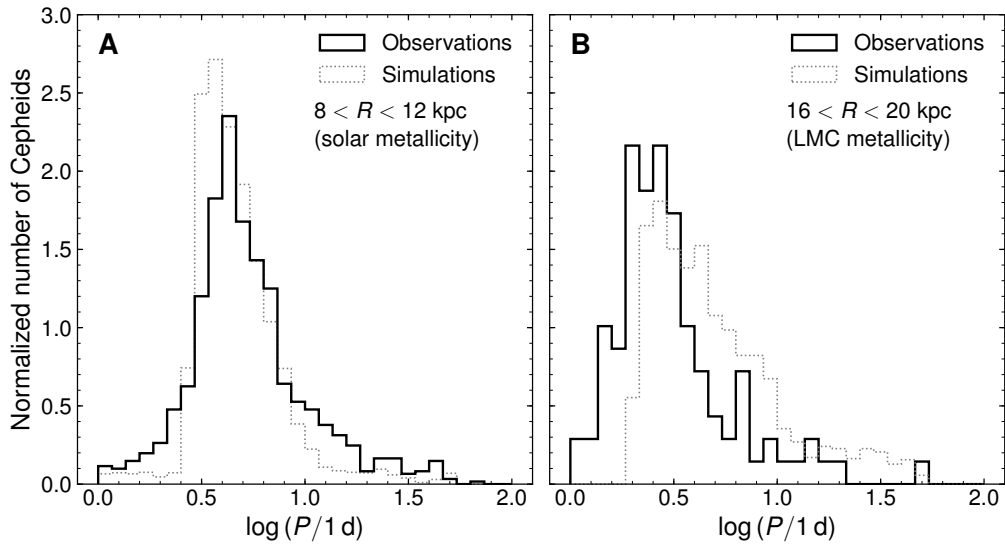 A
Observations
Simulations
8 < R < 12 kpc
(solar metallicity)
B
Observations
Simulations
16 < R < 20 kpc
(LMC metallicity)
Normalized number of Cepheids
3.0
2.5
2.0
1.5
1.0
0.5
0.0
0.0 0.5 1.0 1.5 2.0
0.0 0.5 1.0 1.5 2.0
log (P/1 d)
log (P/1 d)